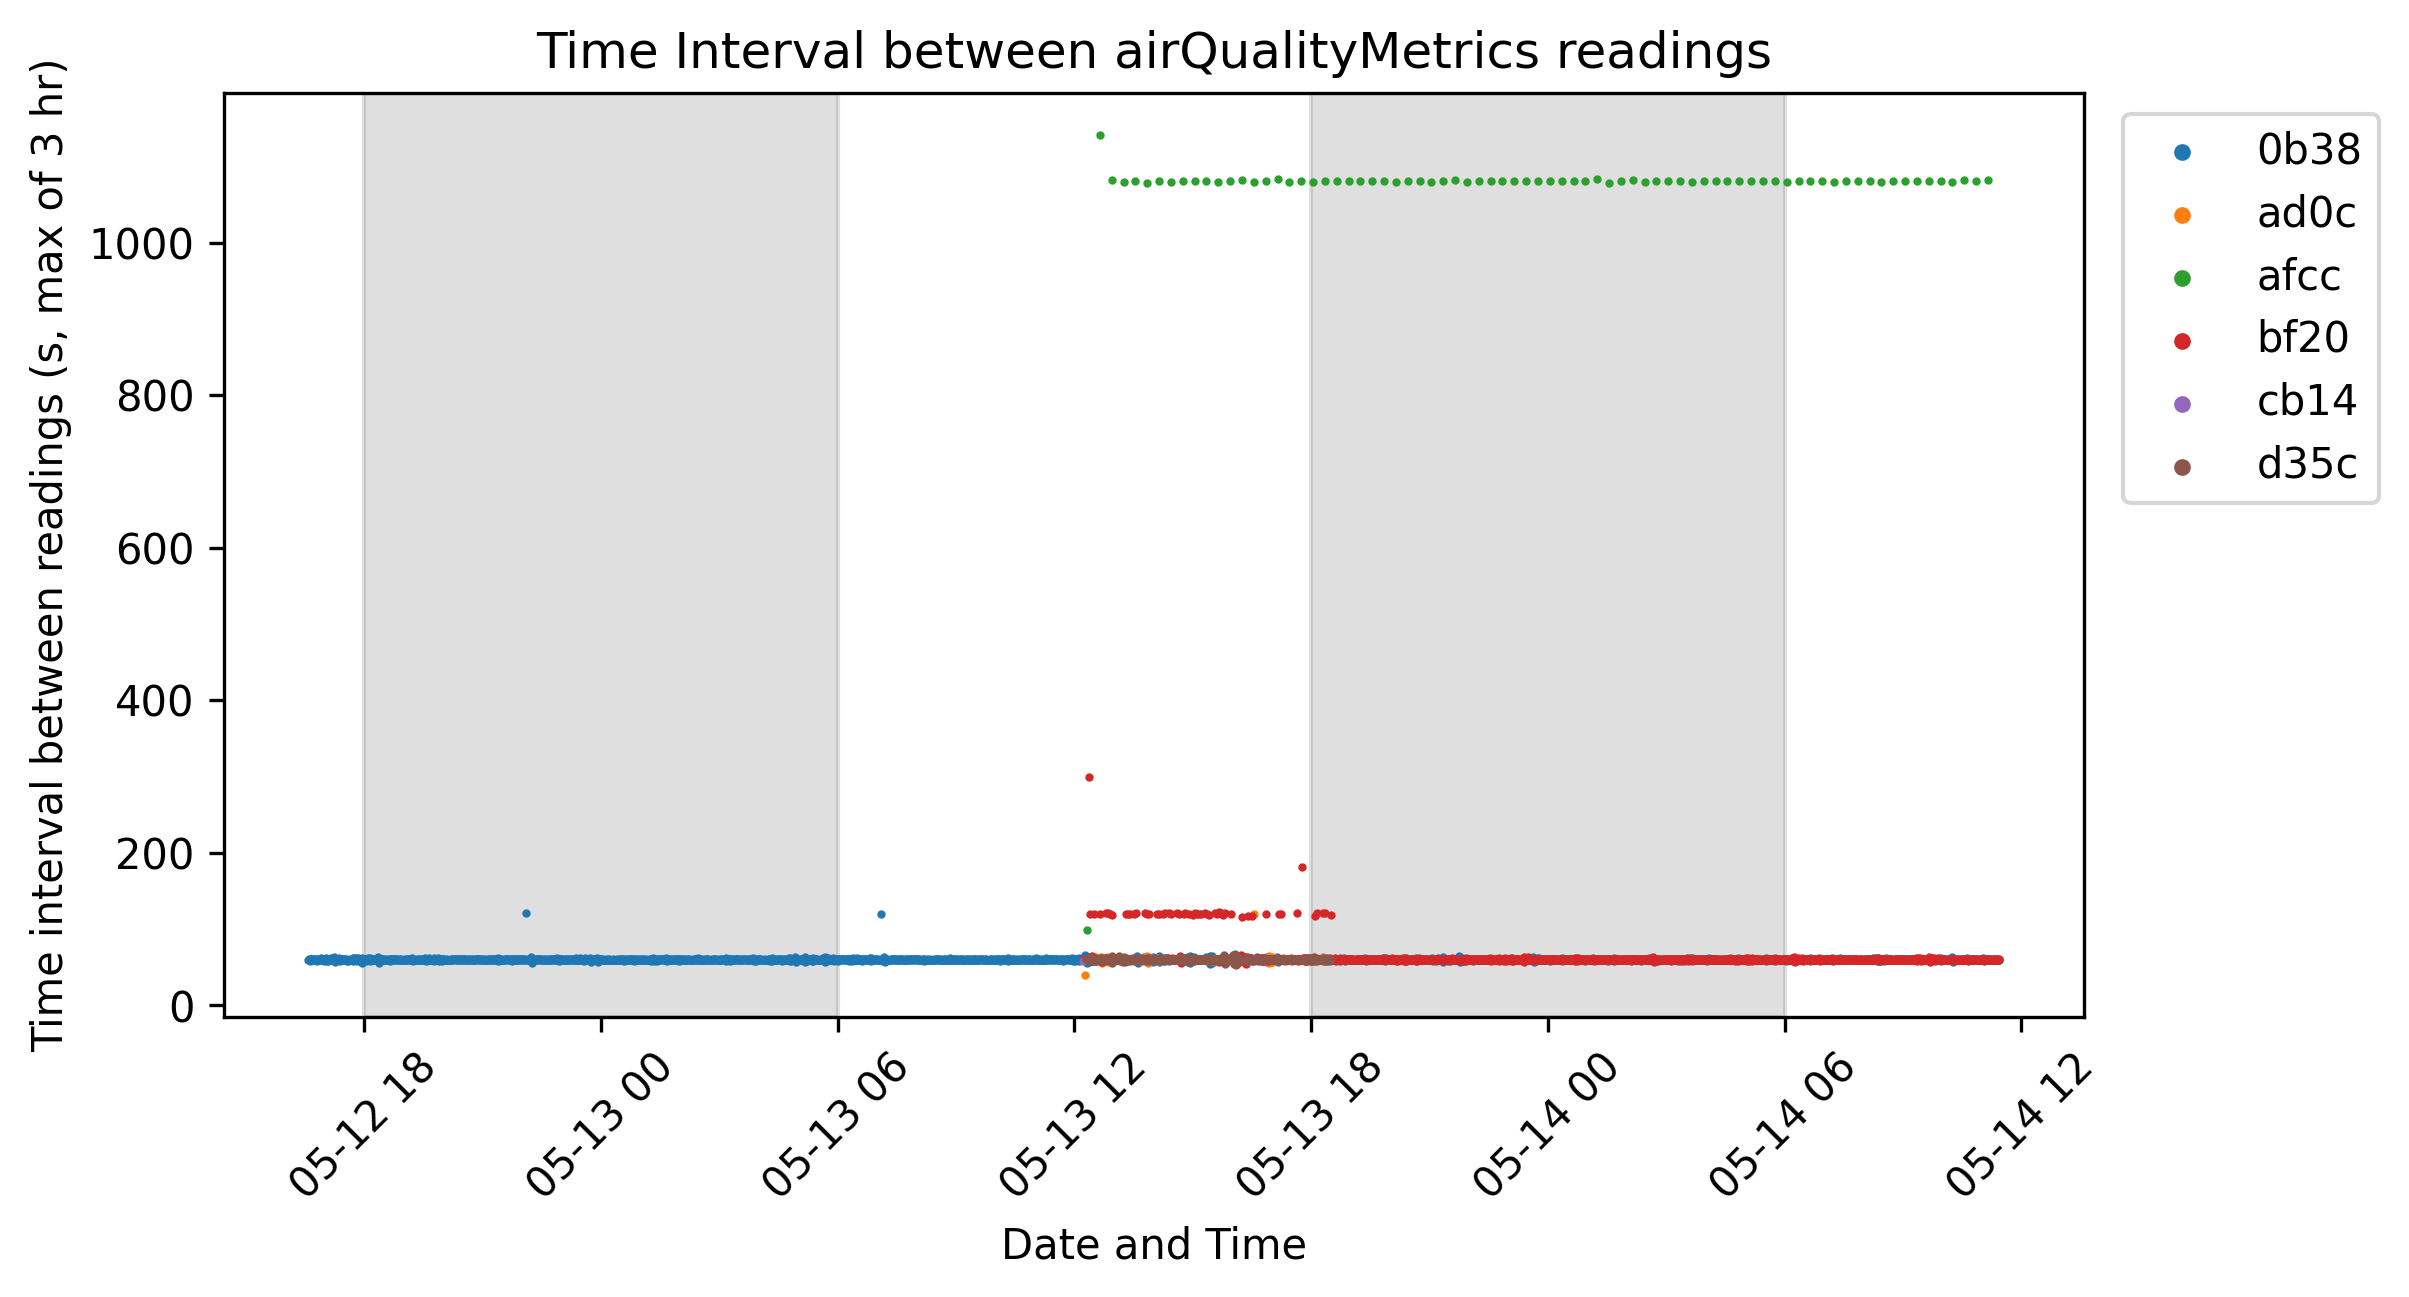 Time Interval between airQualityMetrics readings
Time interval between readings (s, max of 3 hr)
1000
800
600
400
200
0
05-12 18
05-13 00
05-13 06
05-13 12
05-13 18
05-14 00
05-14 06
05-14 12
Date and Time
0b38
ad0c
afcc
bf20
cb14
d35c